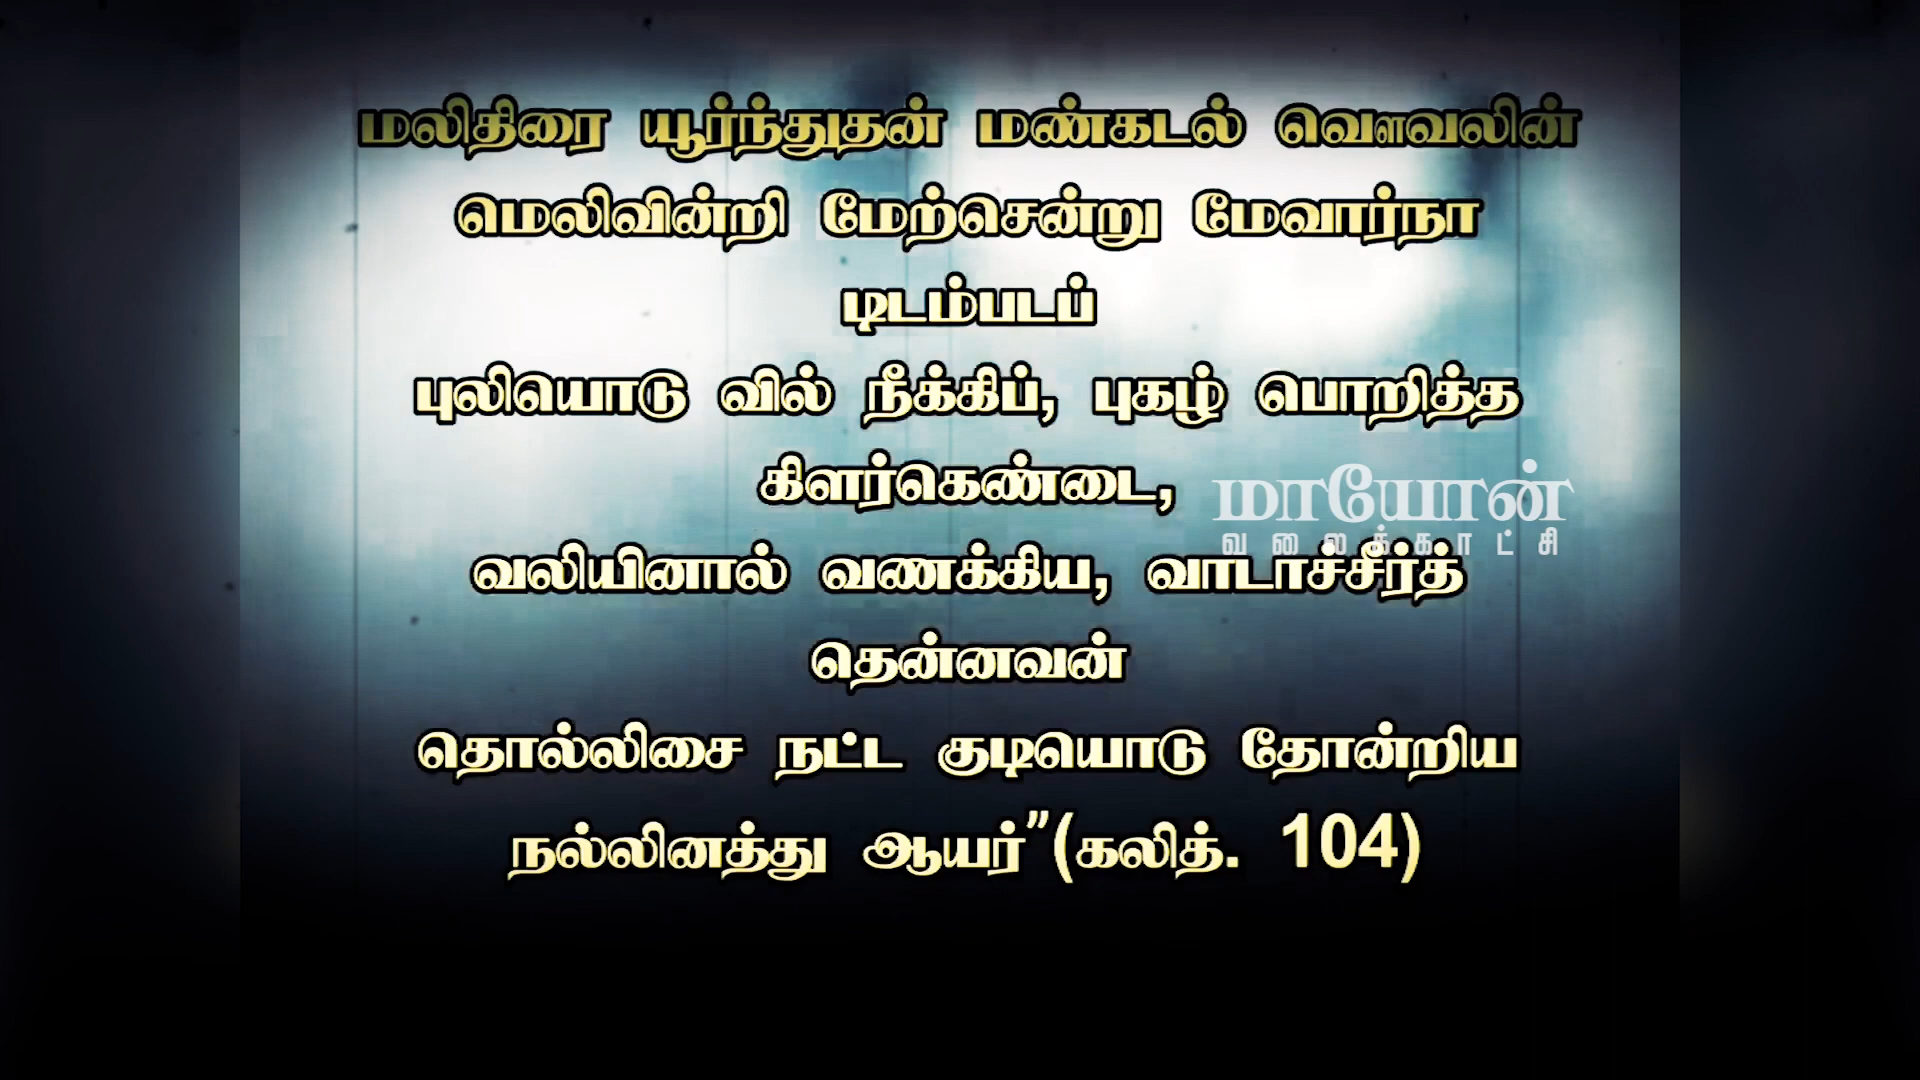 மலிதிரை யூர்ந்துதன் மண்கடல் வௌவலின்
மெலிவின்றி மேற்சென்று மேவார்நா
டிடம்படப்
புலியொடு வில் நீக்கிப், புகழ் பொறித்த
கிளர்கெண்டை,
மாயோன்
வலைக்காட்சி
வலியினால் வணக்கிய, வாடாச்சீர்த்
தென்னவன்
தொல்லிசை நட்ட குடியொடு தோன்றிய
நல்லினத்து ஆயர்"(கலித். 104)